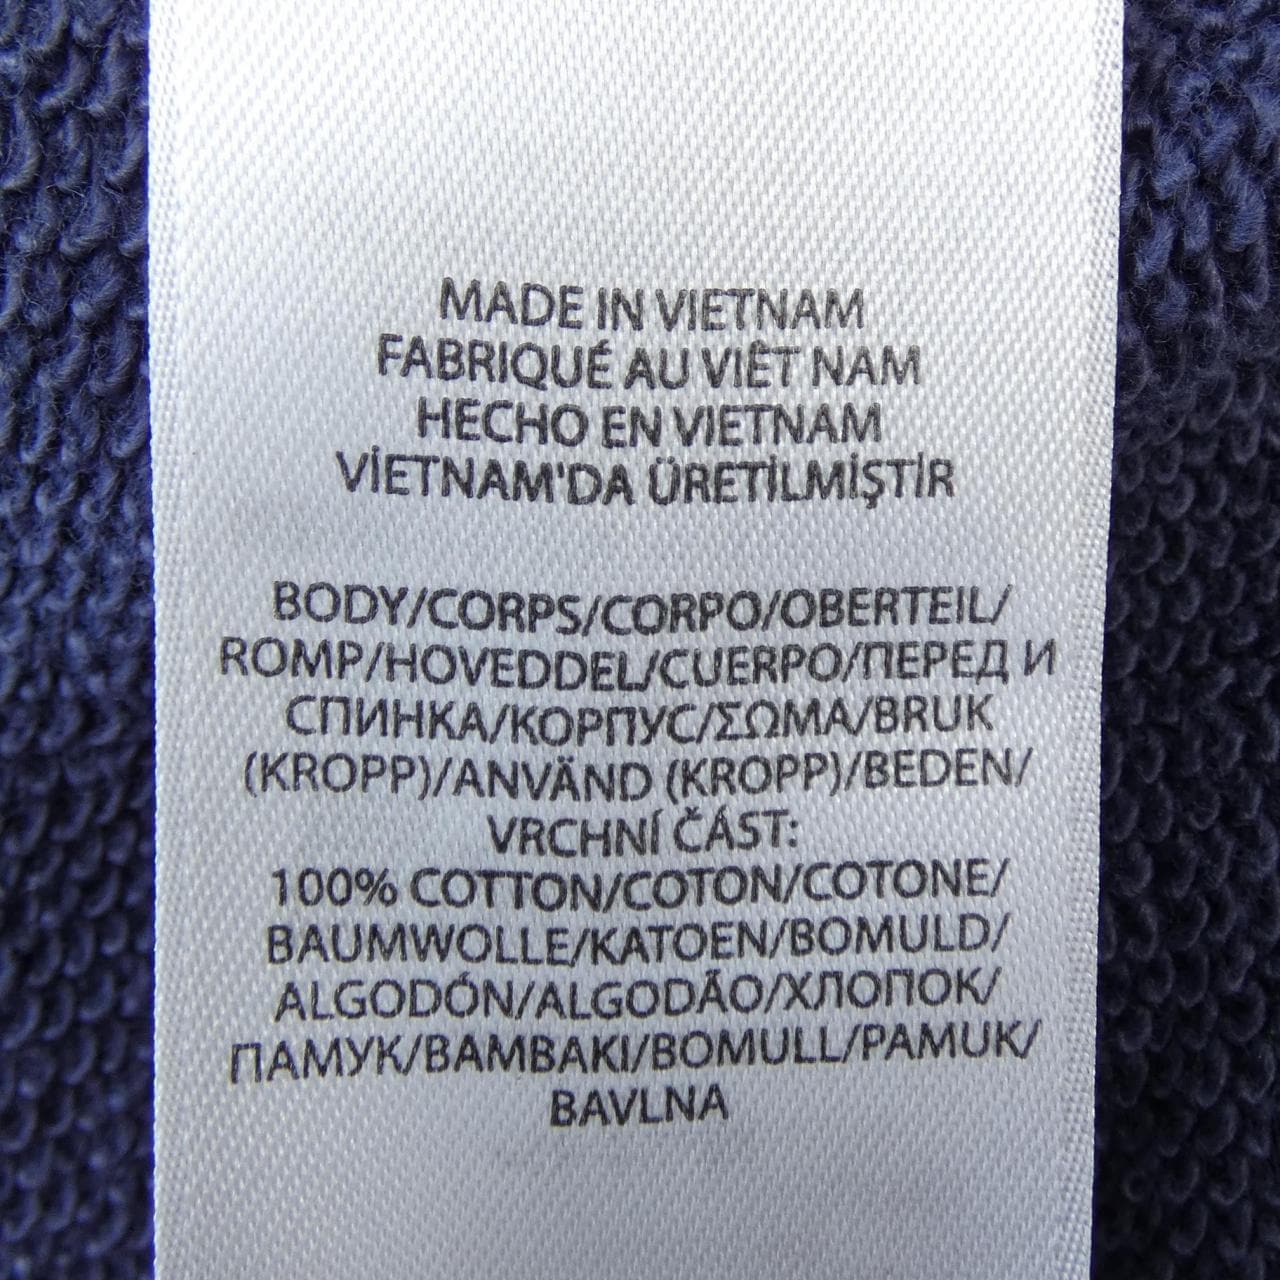 MADE IN VIETNAM
FABRIQUÉ AU VIÊT NAM
HECHO EN VIETNAM
VİETNAM'DA ÜRETİLMİŞTİR
BODY/CORPS/CORPO/OBERTEIL/
ROMP/HOVEDDEL/CUERPO/ПЕРЕД И
СПИНКА/КОРПУС/ΣΩΜΑ/BRUK
(KROPP)/ANVÄND (KROPP)/BEDEN/
VRCHNÍ ČÁST:
100% COTTON/COTON/COTONE/
BAUMWOLLE/KATOEN/BOMULD/
ALGODÓN/ALGODÃO/ХЛОПОК/
ПАМУК/ΒΑΜΒΑΚΙ/BOMULL/PAMUK/
BAVLNA